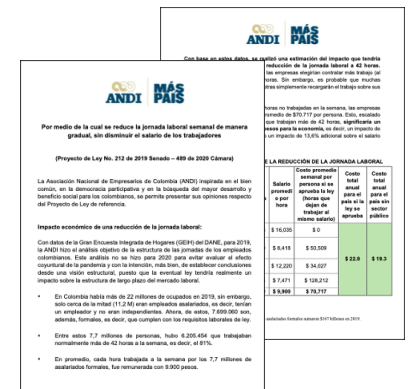 ANDI MÁS PAÍS
Por medio de la cual se reduce la jornada laboral semanal de manera
gradual, sin disminuir el salario de los trabajadores
(Proyecto de Ley No. 212 de 2019 Senado – 489 de 2020 Cámara)
La Asociación Nacional de Empresarios de Colombia (ANDI) inspirada en el bien
común, en la democracia participativa y en la búsqueda del mayor desarrollo y
beneficio social para los colombianos, se permite presentar sus opiniones respecto
del Proyecto de Ley de referencia.
Impacto económico de una reducción de la jornada laboral:
Con datos de la Gran Encuesta Integrada de Hogares (GEIH) del DANE, para 2019,
la ANDI hizo el análisis objetivo de la estructura de las jornadas de los empleados
colombianos. Este análisis no se hizo para 2020 para evitar evaluar el efecto
coyuntural de la pandemia y con la intención, más bien, de establecer conclusiones
desde una visión estructural, puesto que la eventual ley tendría realmente un
impacto sobre la estructura de largo plazo del mercado laboral.
• En Colombia había más de 22 millones de ocupados en 2019, sin embargo,
solo cerca de la mitad (11,2 M) eran empleados asalariados, es decir, tenían
un empleador y no eran independientes. Ahora, de estos, 7.699.060 son,
además, formales, es decir, que cumplen con los requisitos laborales de ley.
• Entre estos 7,7 millones de personas, hubo 6.205.454 que trabajaban
normalmente más de 42 horas a la semana, es decir, el 81%.
• En promedio, cada hora trabajada a la semana por los 7,7 millones de
asalariados formales, fue remunerada con 9.900 pesos.
ANDI MÁS PAÍS
Con base en estos datos, se realizó una estimación del impacto que tendría
reducción de la jornada laboral a 42 horas.
las empresas elegirían contratar más trabajo (al
horas. Sin embargo, es probable que muchas
otras simplemente recargarán el trabajo sobre sus
horas no trabajadas en la semana, las empresas
promedio de $70.717 por persona. Esto, escalado
que trabajan más de 42 horas, significaría un
pesos para la economía, es decir, un impacto de
un impacto de 13,6% adicional sobre el salario
E LA REDUCCIÓN DE LA JORNADA LABORAL
Salario promedio por hora
Costo promedio semanal por persona si se aprueba la ley (horas que dejan de trabajar al mismo salario)
Costo total anual para el país si la ley se aprueba
Costo total anual para el país sin sector público
$ 16,035 $ 0
$ 8,418 $ 50,509
$ 12,220 $ 34,027
$ 7,471 $ 128,212
$ 9,900 $ 70,717
$ 22.8 $ 19.3
asalariados formales sumaron $167 billones en 2019.